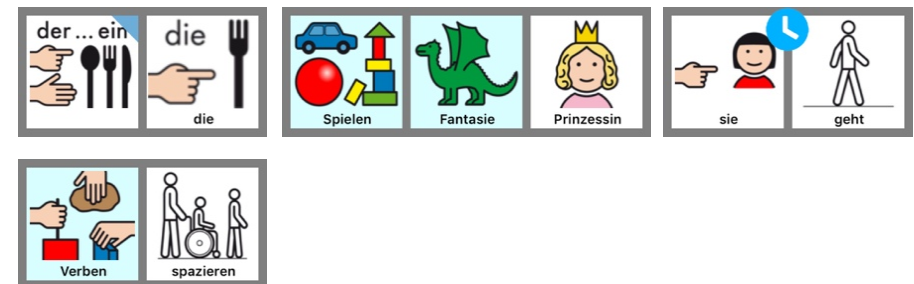 der ... ein die
die Spielen Fantasie Prinzessin sie geht
Verben spazieren